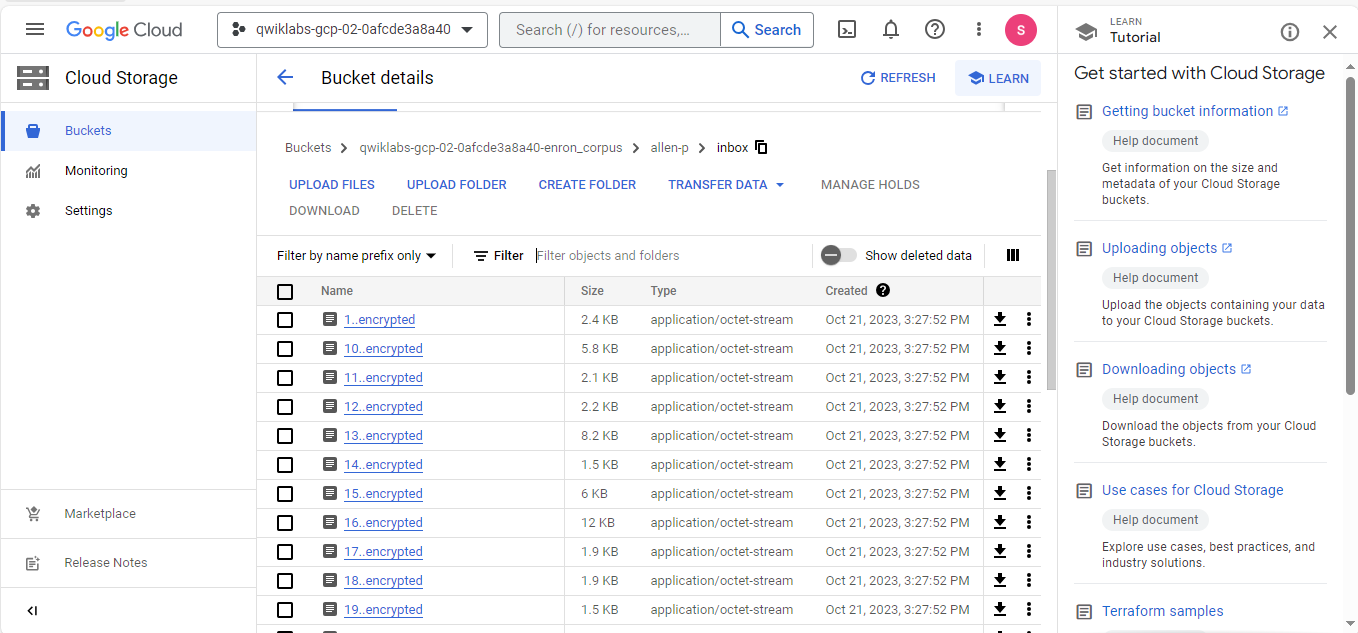 Google Cloud
qwiklabs-gcp-02-0afcde3a8a40
Search (/) for resources,...
Search
S
LEARN
Tutorial
Cloud Storage
Bucket details
REFRESH
LEARN
Buckets
Monitoring
Settings
Marketplace
Release Notes
Buckets > qwiklabs-gcp-02-0afcde3a8a40-enron_corpus > allen-p > inbox
UPLOAD FILES UPLOAD FOLDER CREATE FOLDER TRANSFER DATA MANAGE HOLDS
DOWNLOAD DELETE
Filter by name prefix only Filter Filter objects and folders Show deleted data
Name Size Type Created
1..encrypted 2.4 KB application/octet-stream Oct 21, 2023, 3:27:52 PM
10..encrypted 5.8 KB application/octet-stream Oct 21, 2023, 3:27:52 PM
11..encrypted 2.1 KB application/octet-stream Oct 21, 2023, 3:27:52 PM
12..encrypted 2.2 KB application/octet-stream Oct 21, 2023, 3:27:52 PM
13..encrypted 8.2 KB application/octet-stream Oct 21, 2023, 3:27:52 PM
14..encrypted 1.5 KB application/octet-stream Oct 21, 2023, 3:27:52 PM
15..encrypted 6 KB application/octet-stream Oct 21, 2023, 3:27:52 PM
16..encrypted 12 KB application/octet-stream Oct 21, 2023, 3:27:52 PM
17..encrypted 1.9 KB application/octet-stream Oct 21, 2023, 3:27:52 PM
18..encrypted 1.9 KB application/octet-stream Oct 21, 2023, 3:27:52 PM
19..encrypted 1.5 KB application/octet-stream Oct 21, 2023, 3:27:52 PM
Get started with Cloud Storage
Getting bucket information
Help document
Get information on the size and
metadata of your Cloud Storage
buckets.
Uploading objects
Help document
Upload the objects containing your data
to your Cloud Storage buckets.
Downloading objects
Help document
Download the objects from your Cloud
Storage buckets.
Use cases for Cloud Storage
Help document
Explore use cases, best practices, and
industry solutions.
Terraform samples